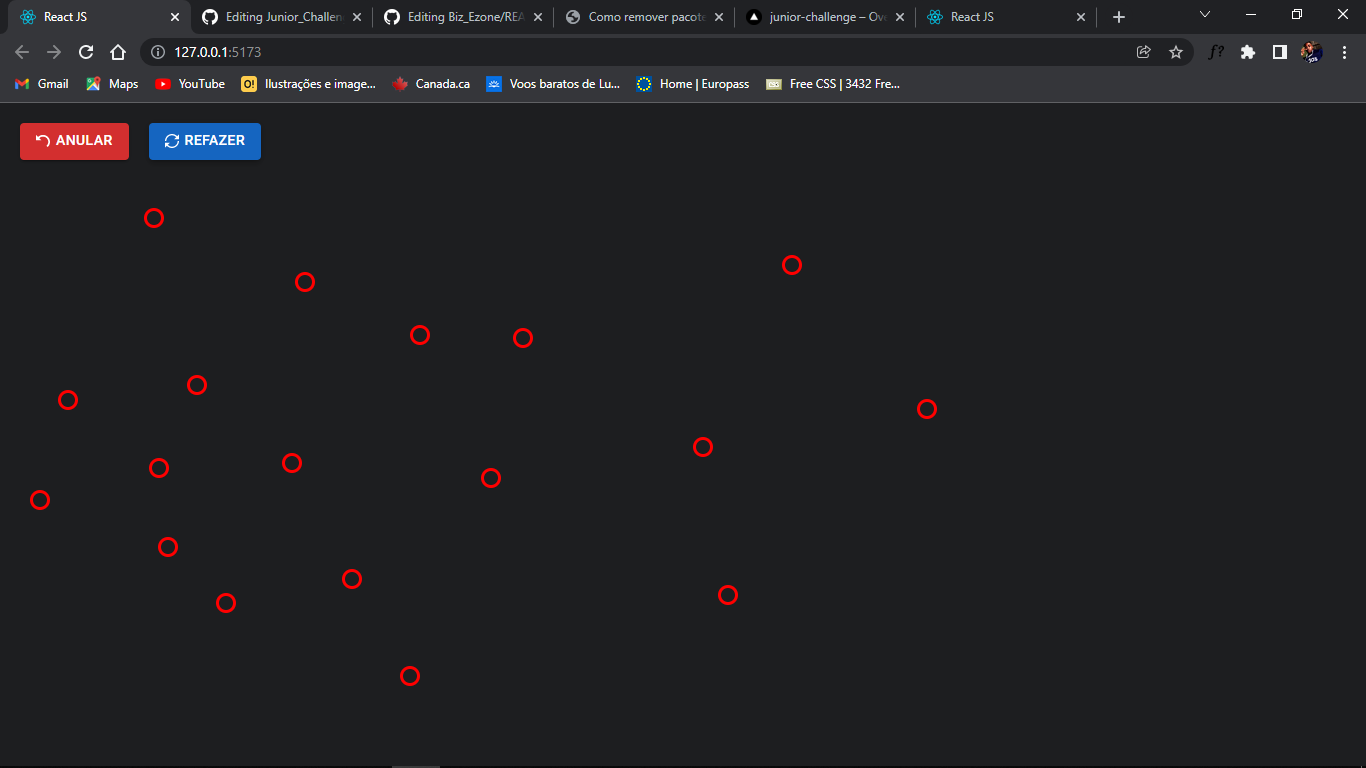 React JS
Editing Junior_Challen
Editing Biz_Ezone/REA
Como remover pacote
junior-challenge – Ove
React JS
127.0.0.1:5173
f?
Gmail
Maps
YouTube
O!
Ilustrações e image...
Canada.ca
Voos baratos de Lu...
Home | Europass
Free CSS | 3432 Fre...
ANULAR
REFAZER